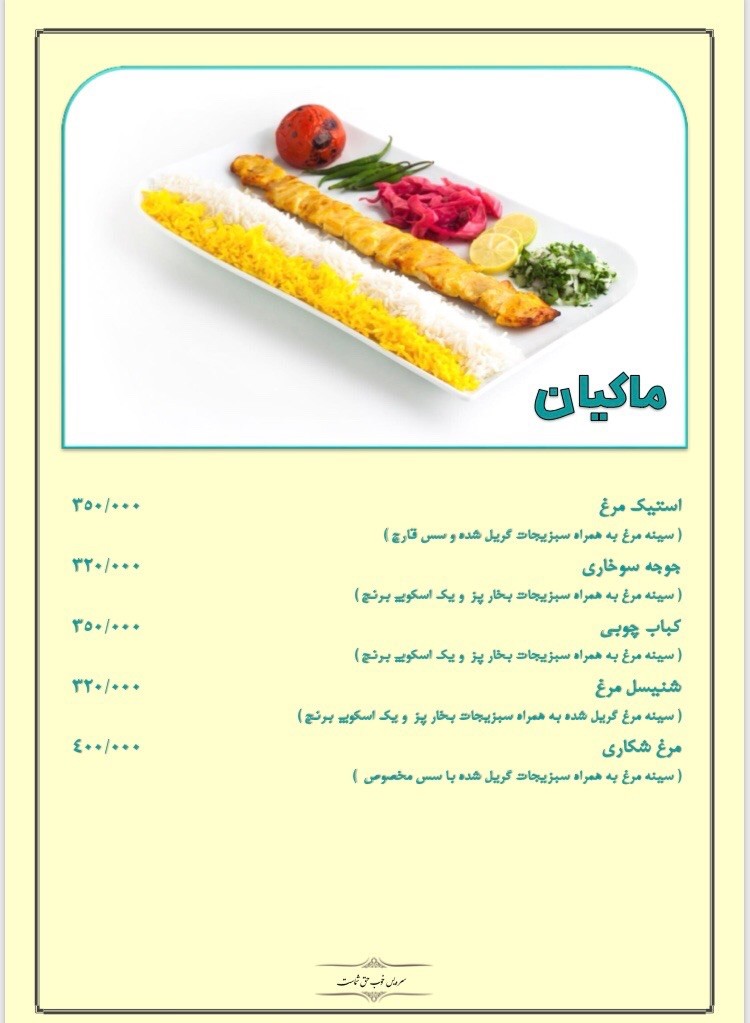 ماکیان
استیک مرغ ۳۵۰/۰۰۰
( سینه مرغ به همراه سبزیجات گریل شده و سس قارچ )
جوجه سوخاری ۳۲۰/۰۰۰
( سینه مرغ به همراه سبزیجات بخار پز و یک اسکوپ برنج )
کباب چوبی ۳۵۰/۰۰۰
( سینه مرغ به همراه سبزیجات بخار پز و یک اسکوپ برنج )
شنیسل مرغ ۳۲۰/۰۰۰
( سینه مرغ گریل شده به همراه سبزیجات بخار پز و یک اسکوپ برنج )
مرغ شکاری ٤۰۰/۰۰۰
( سینه مرغ به همراه سبزیجات گریل شده با سس مخصوص )
سرویس خوب حق شماست